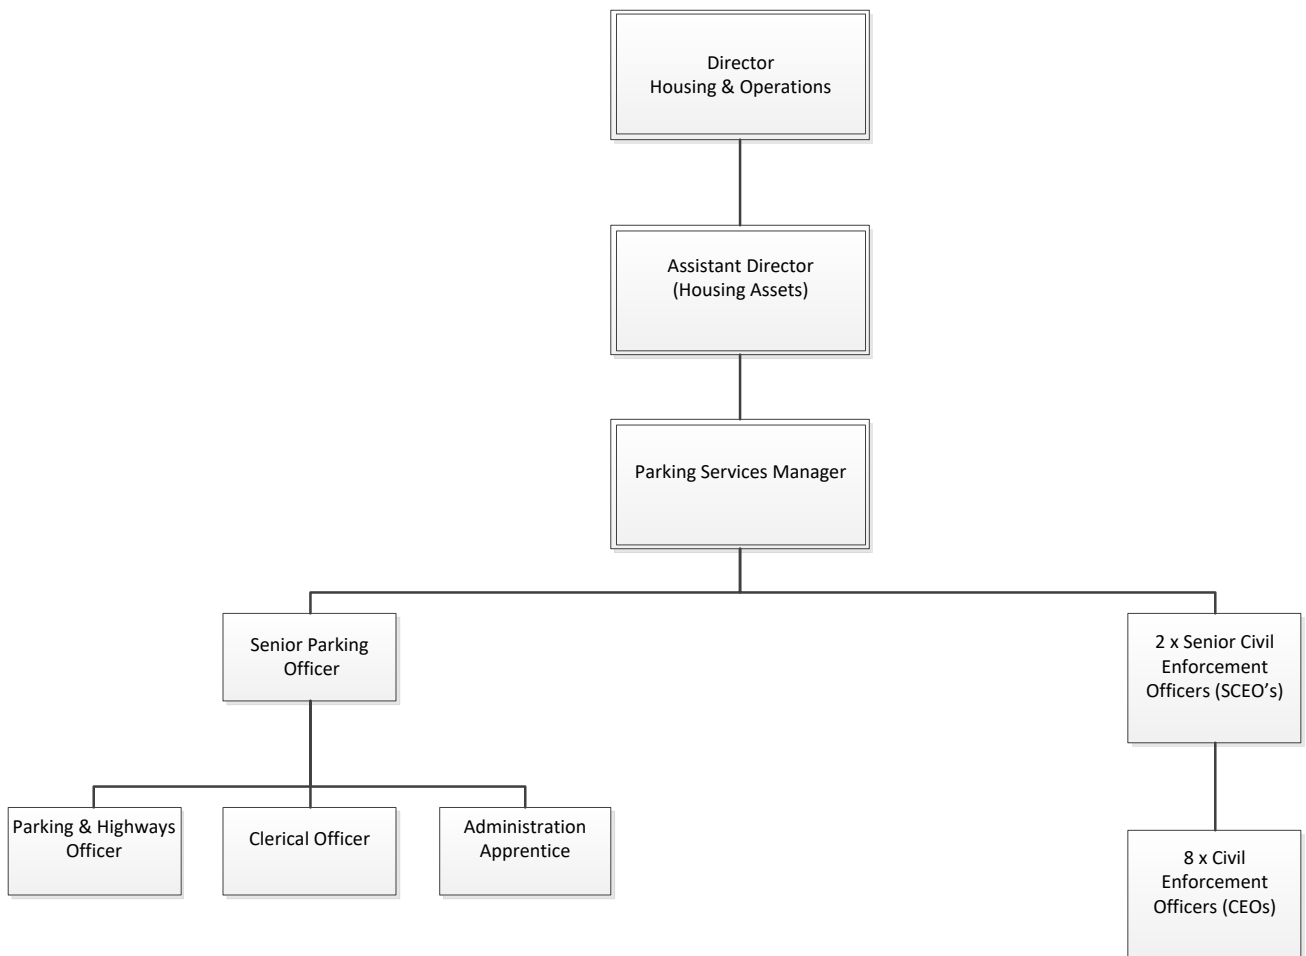 Director
Housing & Operations
Assistant Director
(Housing Assets)
Parking Services Manager
Senior Parking
Officer
2 x Senior Civil
Enforcement
Officers (SCEO's)
Parking & Highways
Officer
Clerical Officer
Administration
Apprentice
8 x Civil
Enforcement
Officers (CEOs)